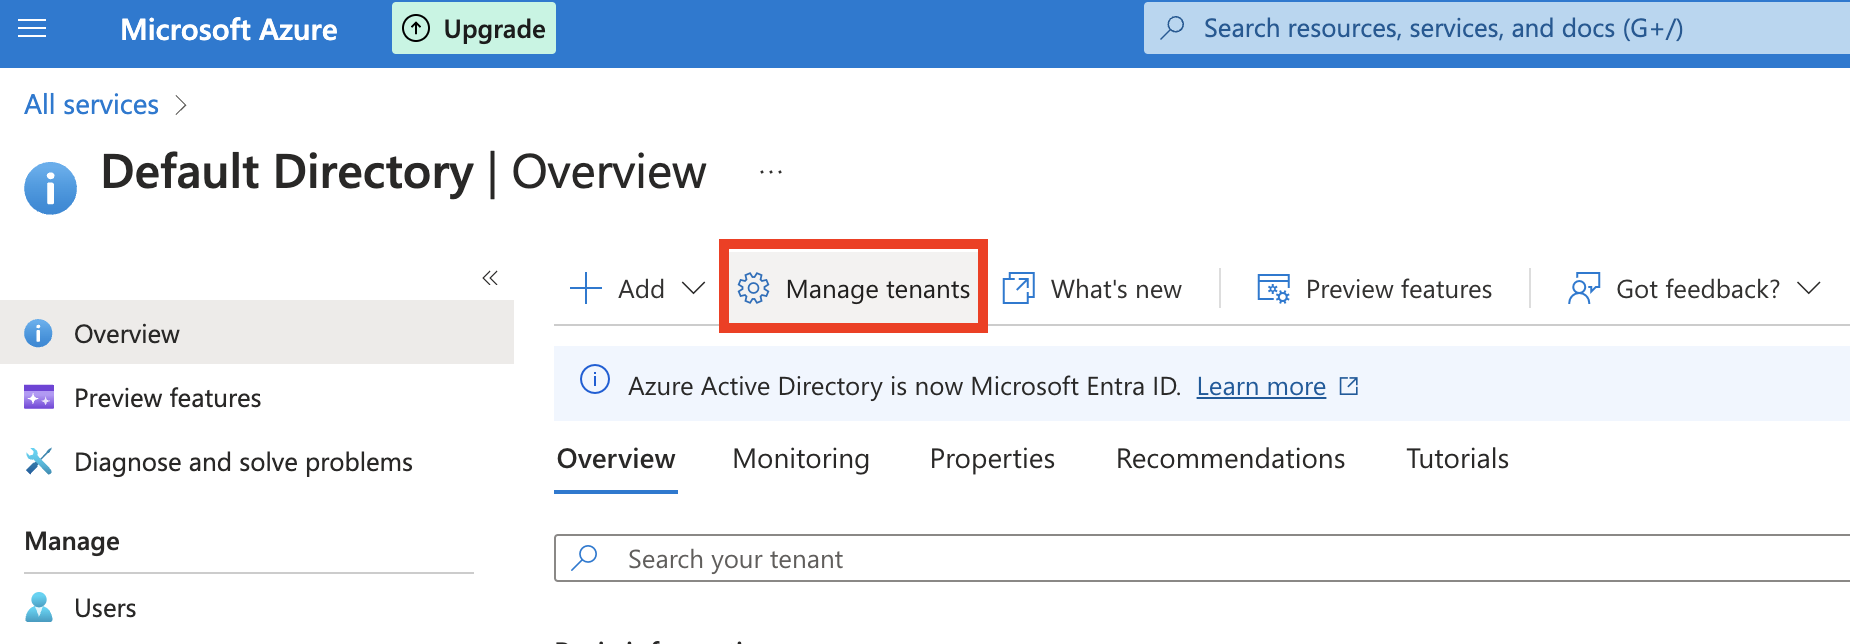 Microsoft Azure
Upgrade
Search resources, services, and docs (G+/)
All services
Default Directory | Overview
...
Add
Manage tenants
What's new
Preview features
Got feedback?
Overview
Preview features
Diagnose and solve problems
Manage
Users
Azure Active Directory is now Microsoft Entra ID. Learn more
Overview
Monitoring
Properties
Recommendations
Tutorials
Search your tenant